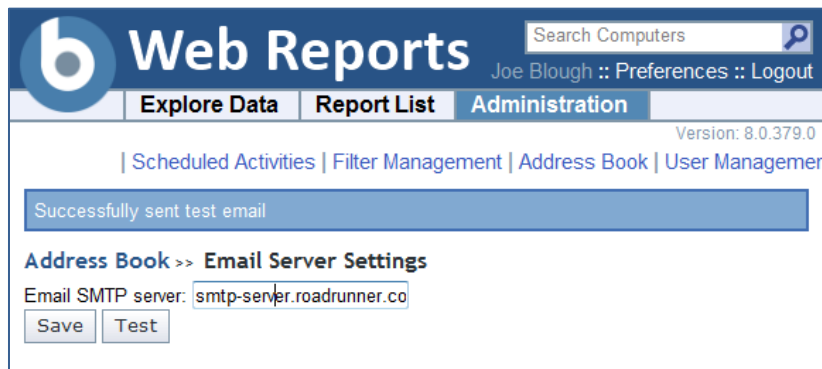 b Web Reports
Search Computers
Joe Blough :: Preferences :: Logout
Explore Data Report List Administration
Version: 8.0.379.0
| Scheduled Activities | Filter Management | Address Book | User Managemen
Successfully sent test email
Address Book >> Email Server Settings
Email SMTP server: smtp-server.roadrunner.co
Save Test